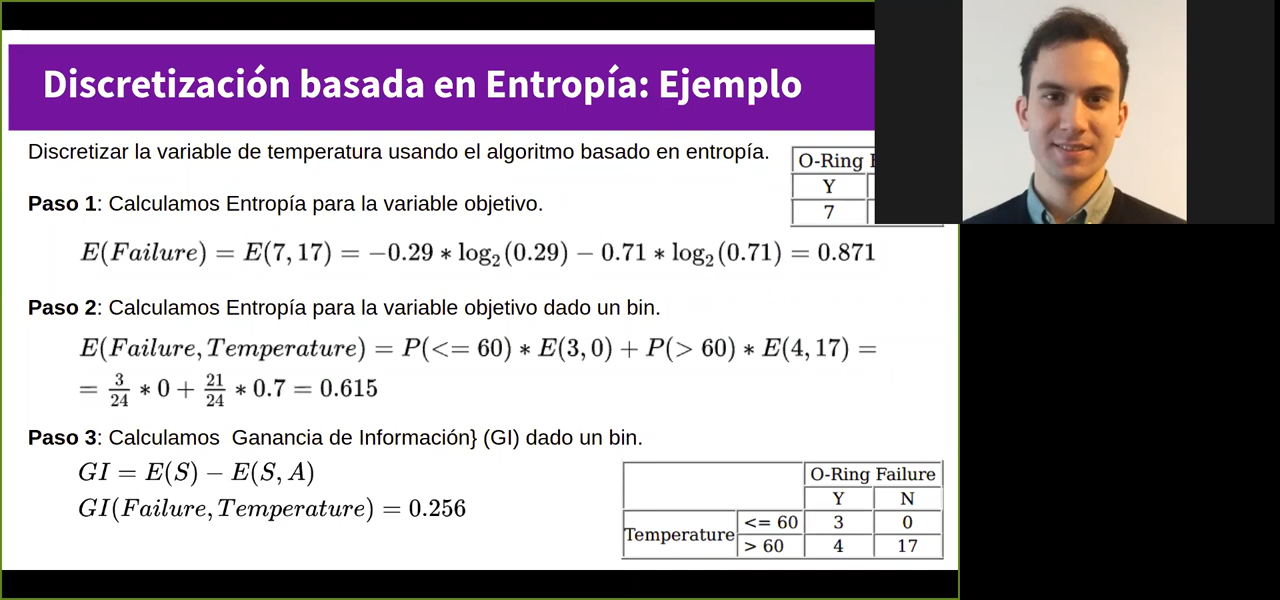 Discretización basada en Entropía: Ejemplo
Discretizar la variable de temperatura usando el algoritmo basado en entropía.
O-Ring
Y
7
Paso 1: Calculamos Entropía para la variable objetivo.
E(Failure) = E(7, 17) = −0.29 ∗ log₂(0.29) − 0.71 ∗ log₂(0.71) = 0.871
Paso 2: Calculamos Entropía para la variable objetivo dado un bin.
E(Failure, Temperature) = P(<= 60) ∗ E(3, 0) + P(> 60) ∗ E(4, 17) =
= 3/24 ∗ 0 + 21/24 ∗ 0.7 = 0.615
Paso 3: Calculamos  Ganancia de Información} (GI) dado un bin.
GI = E(S) − E(S, A)
GI(Failure, Temperature) = 0.256
O-Ring Failure
Y N
Temperature <= 60 3 0
> 60 4 17